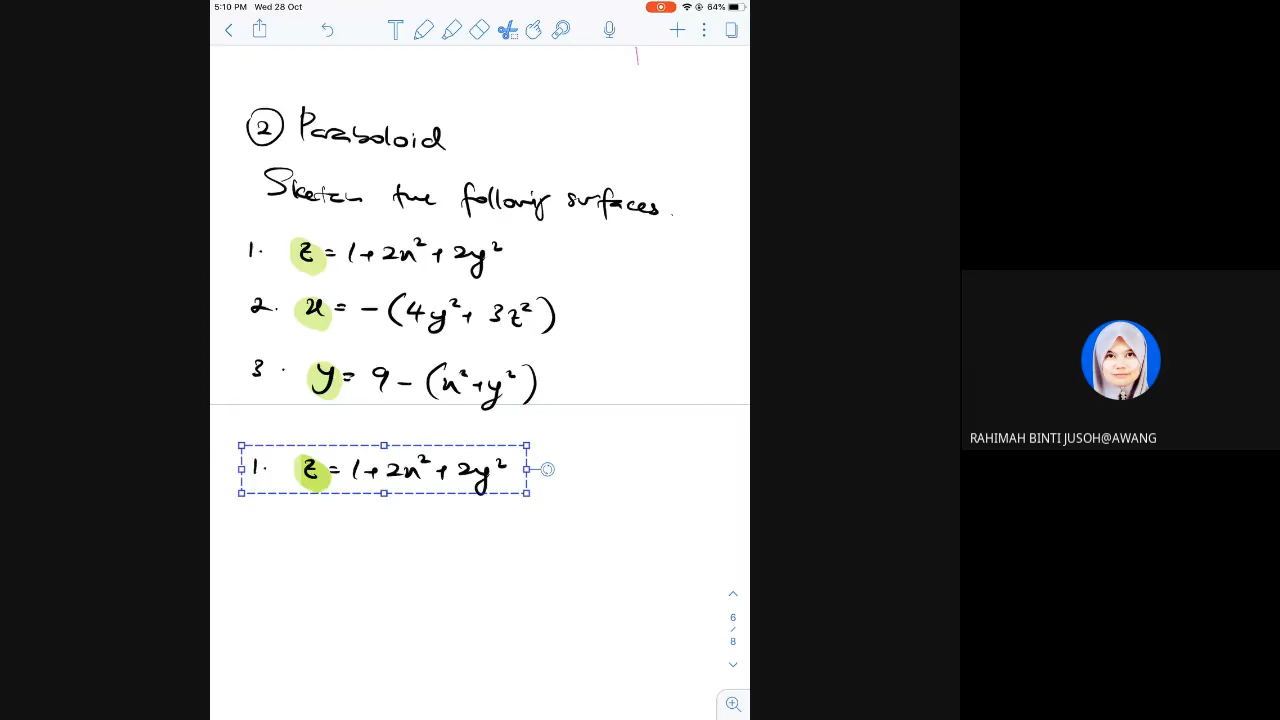 5:10 PM Wed 28 Oct
64%
② Paraboloid
Sketch the following surfaces.
1. z = 1 + 2x² + 2y²
2. x = - (4y² + 3z²)
3. y = 9 - (x² + y²)
1. z = 1 + 2x² + 2y²
6
/
8
RAHIMAH BINTI JUSOH@AWANG